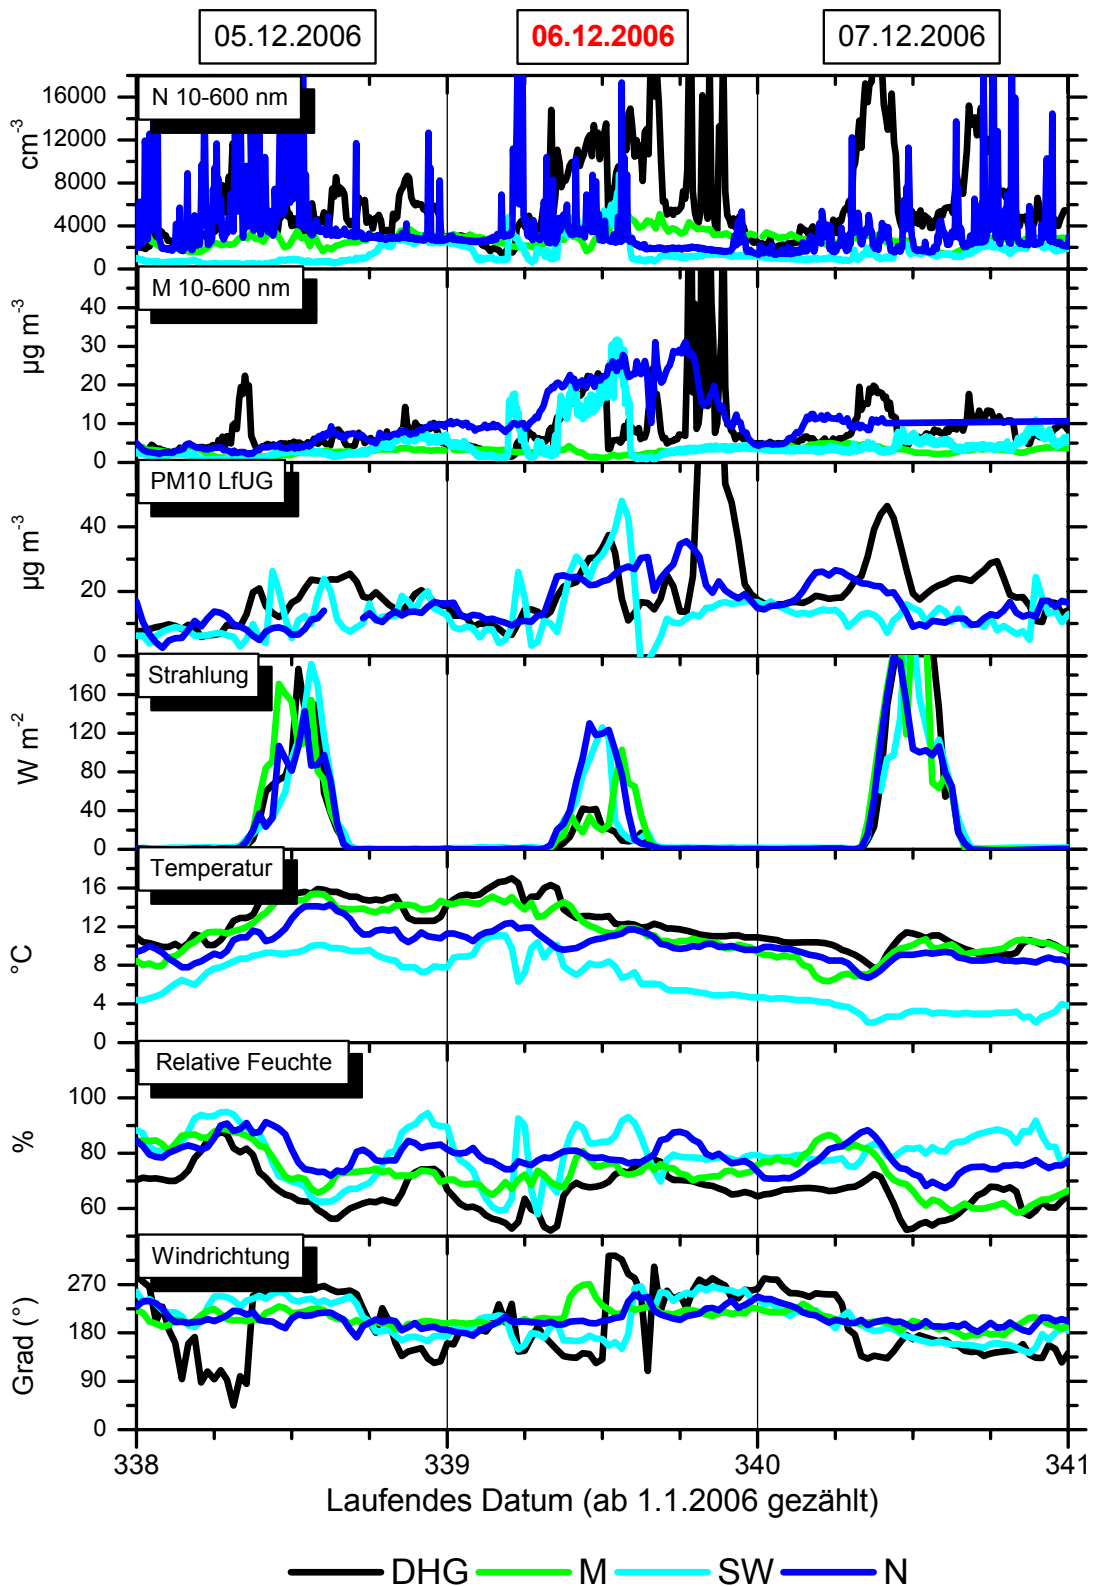 05.12.2006 06.12.2006 07.12.2006
N 10-600 nm
cm-3
16000
12000
8000
4000
0
M 10-600 nm
µg m-3
40
30
20
10
0
PM10 LfUG
µg m-3
40
20
0
Strahlung
W m-2
160
120
80
40
0
Temperatur
°C
16
12
8
4
0
Relative Feuchte
%
100
80
60
Windrichtung
Grad (°)
270
180
90
0
338 339 340 341
Laufendes Datum (ab 1.1.2006 gezählt)
DHG M SW N